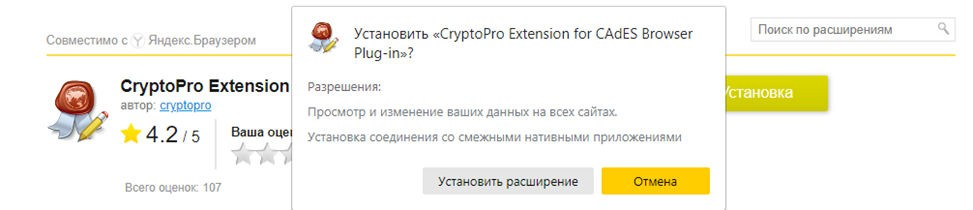 Совместимо с Яндекс.Браузером
CryptoPro Extension
автор: cryptopro
4.2 / 5
Ваша
Всего оценок: 107
Установить «CryptoPro Extension for CAdES Browser
Plug-in»?
Разрешения:
Просмотр и изменение ваших данных на всех сайтах.
Установка соединения со смежными нативными приложениями
Установить расширение
Отмена
Поиск по расширениям
Установка